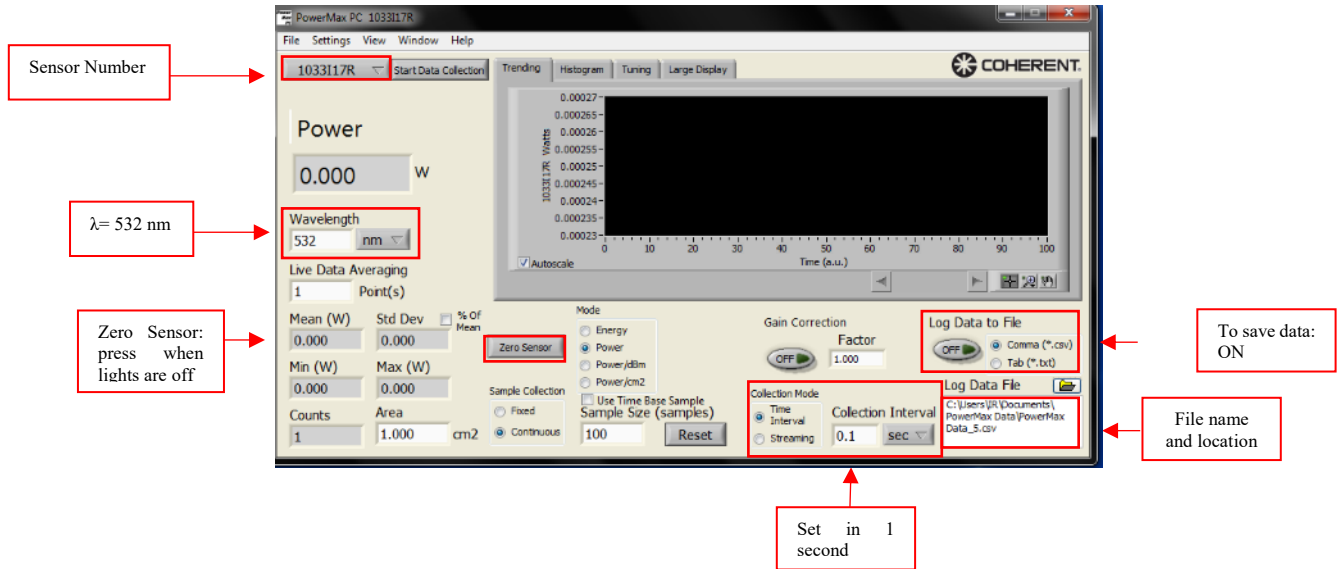 PowerMax PC 1033I17R
File Settings View Window Help
Sensor Number
1033I17R
Start Data Collection
Trending
Histogram
Tuning
Large Display
COHERENT.
Power
0.000
W
1033I17R Watts
0.00027
0.000265
0.00026
0.000255
0.00025
0.000245
0.00024
0.000235
0.00023
0 10 20 30 40 50 60 70 80 90 100
Time (a.u.)
Autoscale
λ= 532 nm
Wavelength
532 nm
Live Data Averaging
1 Point(s)
Zero Sensor:
press when
lights are off
Mean (W)
Std Dev
% Of
Mean
0.000
0.000
Min (W)
Max (W)
0.000
0.000
Counts
Area
1
1.000 cm2
Zero Sensor
Mode
Energy
Power
Power/dBm
Power/cm2
Use Time Base Sample
Sample Collection
Fixed
Continuous
Sample Size (samples)
100
Reset
Gain Correction
OFF
Factor
1.000
Collection Mode
Time
Interval
Streaming
Colection Interval
0.1 sec
Log Data to File
OFF
Comma (*.csv)
Tab (*.txt)
Log Data File
C:\Users\IR\Documents\
PowerMax Data\PowerMax
Data_5.csv
To save data:
ON
File name
and location
Set in 1
second